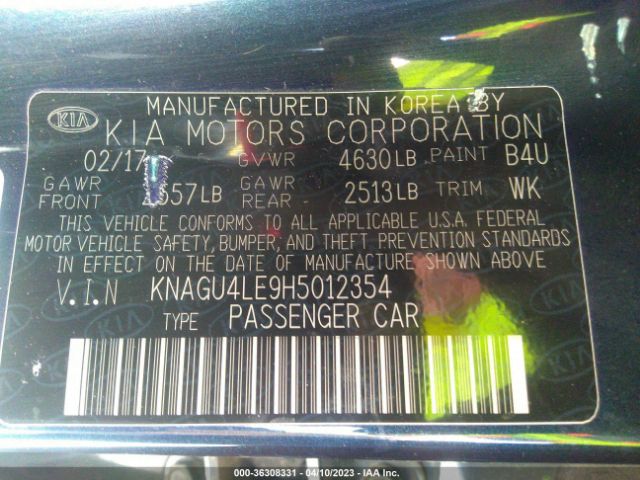 KIA
MANUFACTURED IN KOREA BY
KIA MOTORS CORPORATION
02/17 GVWR 4630LB PAINT B4U
GAWR FRONT 557LB GAWR REAR 2513LB TRIM WK
THIS VEHICLE CONFORMS TO ALL APPLICABLE U.S.A. FEDERAL
MOTOR VEHICLE SAFETY, BUMPER, AND THEFT PREVENTION STANDARDS
IN EFFECT ON THE DATE OF MANUFACTURE SHOWN ABOVE
V.I.N KNAGU4LE9H5012354
TYPE PASSENGER CAR
000-36308331 - 04/10/2023 - IAA Inc.